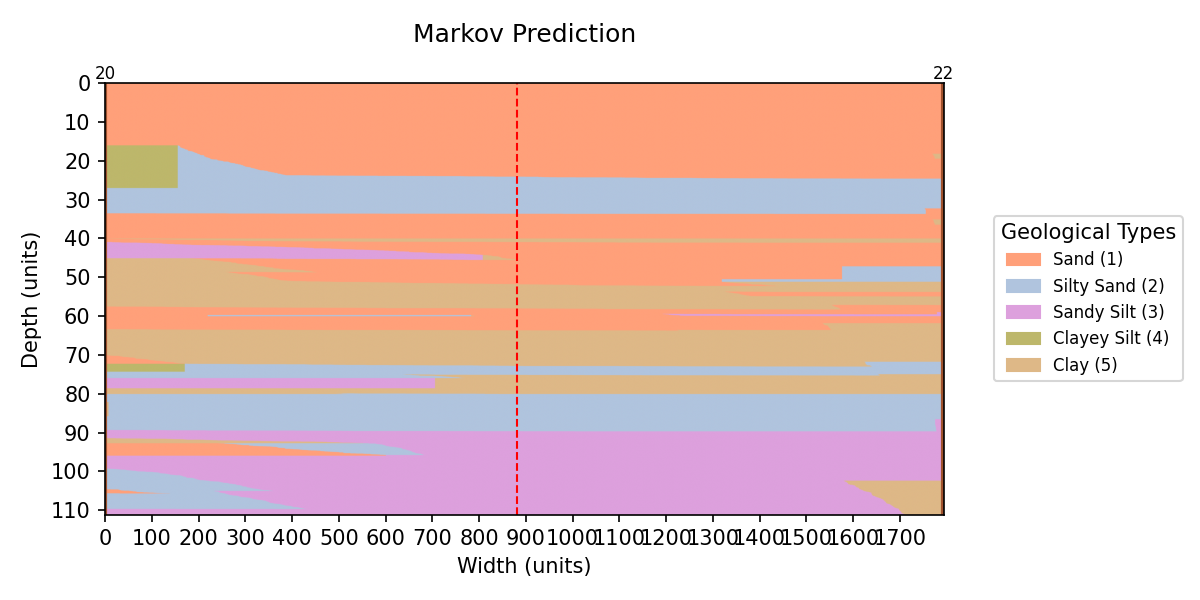 Markov Prediction
20 22
0
10
20
30
40
50
60
70
80
90
100
110
Depth (units)
0 100 200 300 400 500 600 700 800 900 1000 1100 1200 1300 1400 1500 1600 1700
Width (units)
Geological Types
Sand (1)
Silty Sand (2)
Sandy Silt (3)
Clayey Silt (4)
Clay (5)